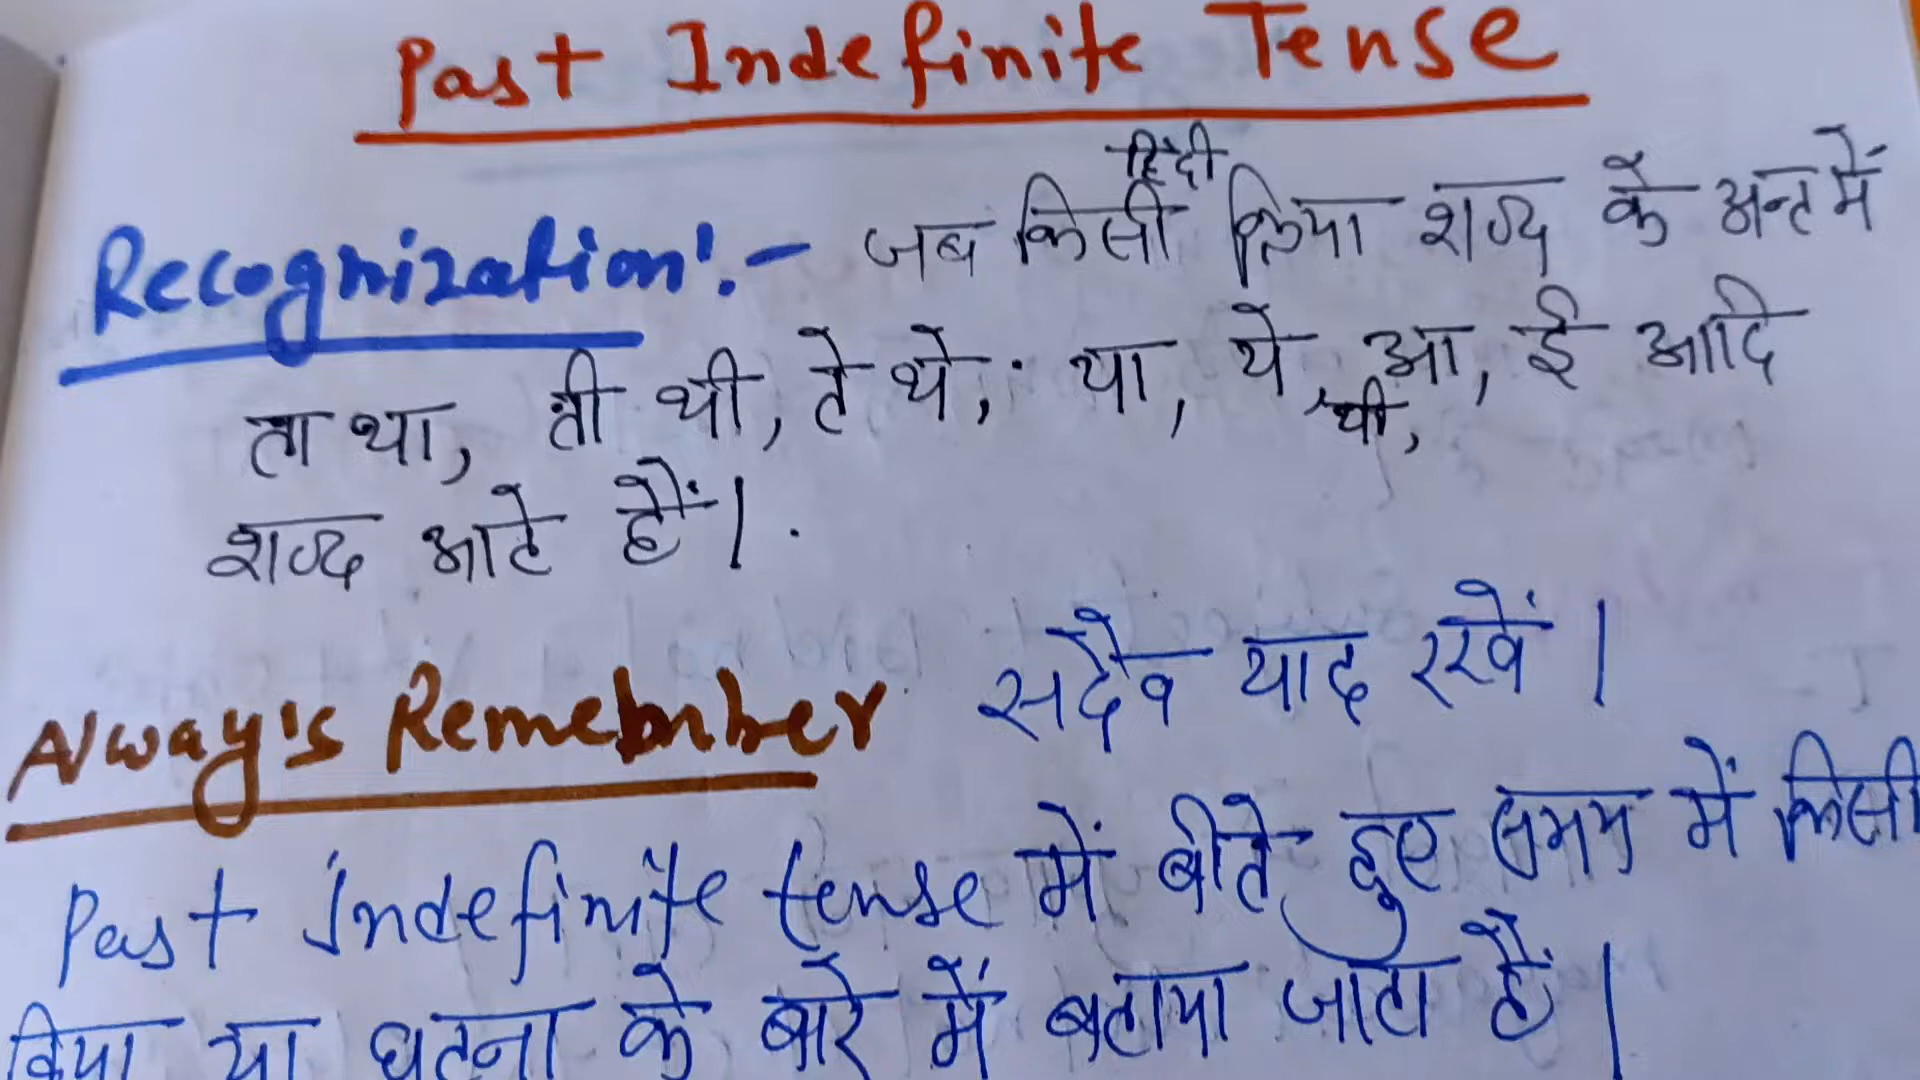 Past Indefinite Tense
Recognization:- जब किसी हिंदी क्रिया शब्द के अन्त में
ता था, ती थी, ते थे, या, ये, यी, आ, ई आदि
शब्द आते हैं।
Alway's Remember सदैव याद रखें।
Past Indefinite tense में बीते हुए समय में किसी
क्रिया या घटना के बारे में बताया जाता है।